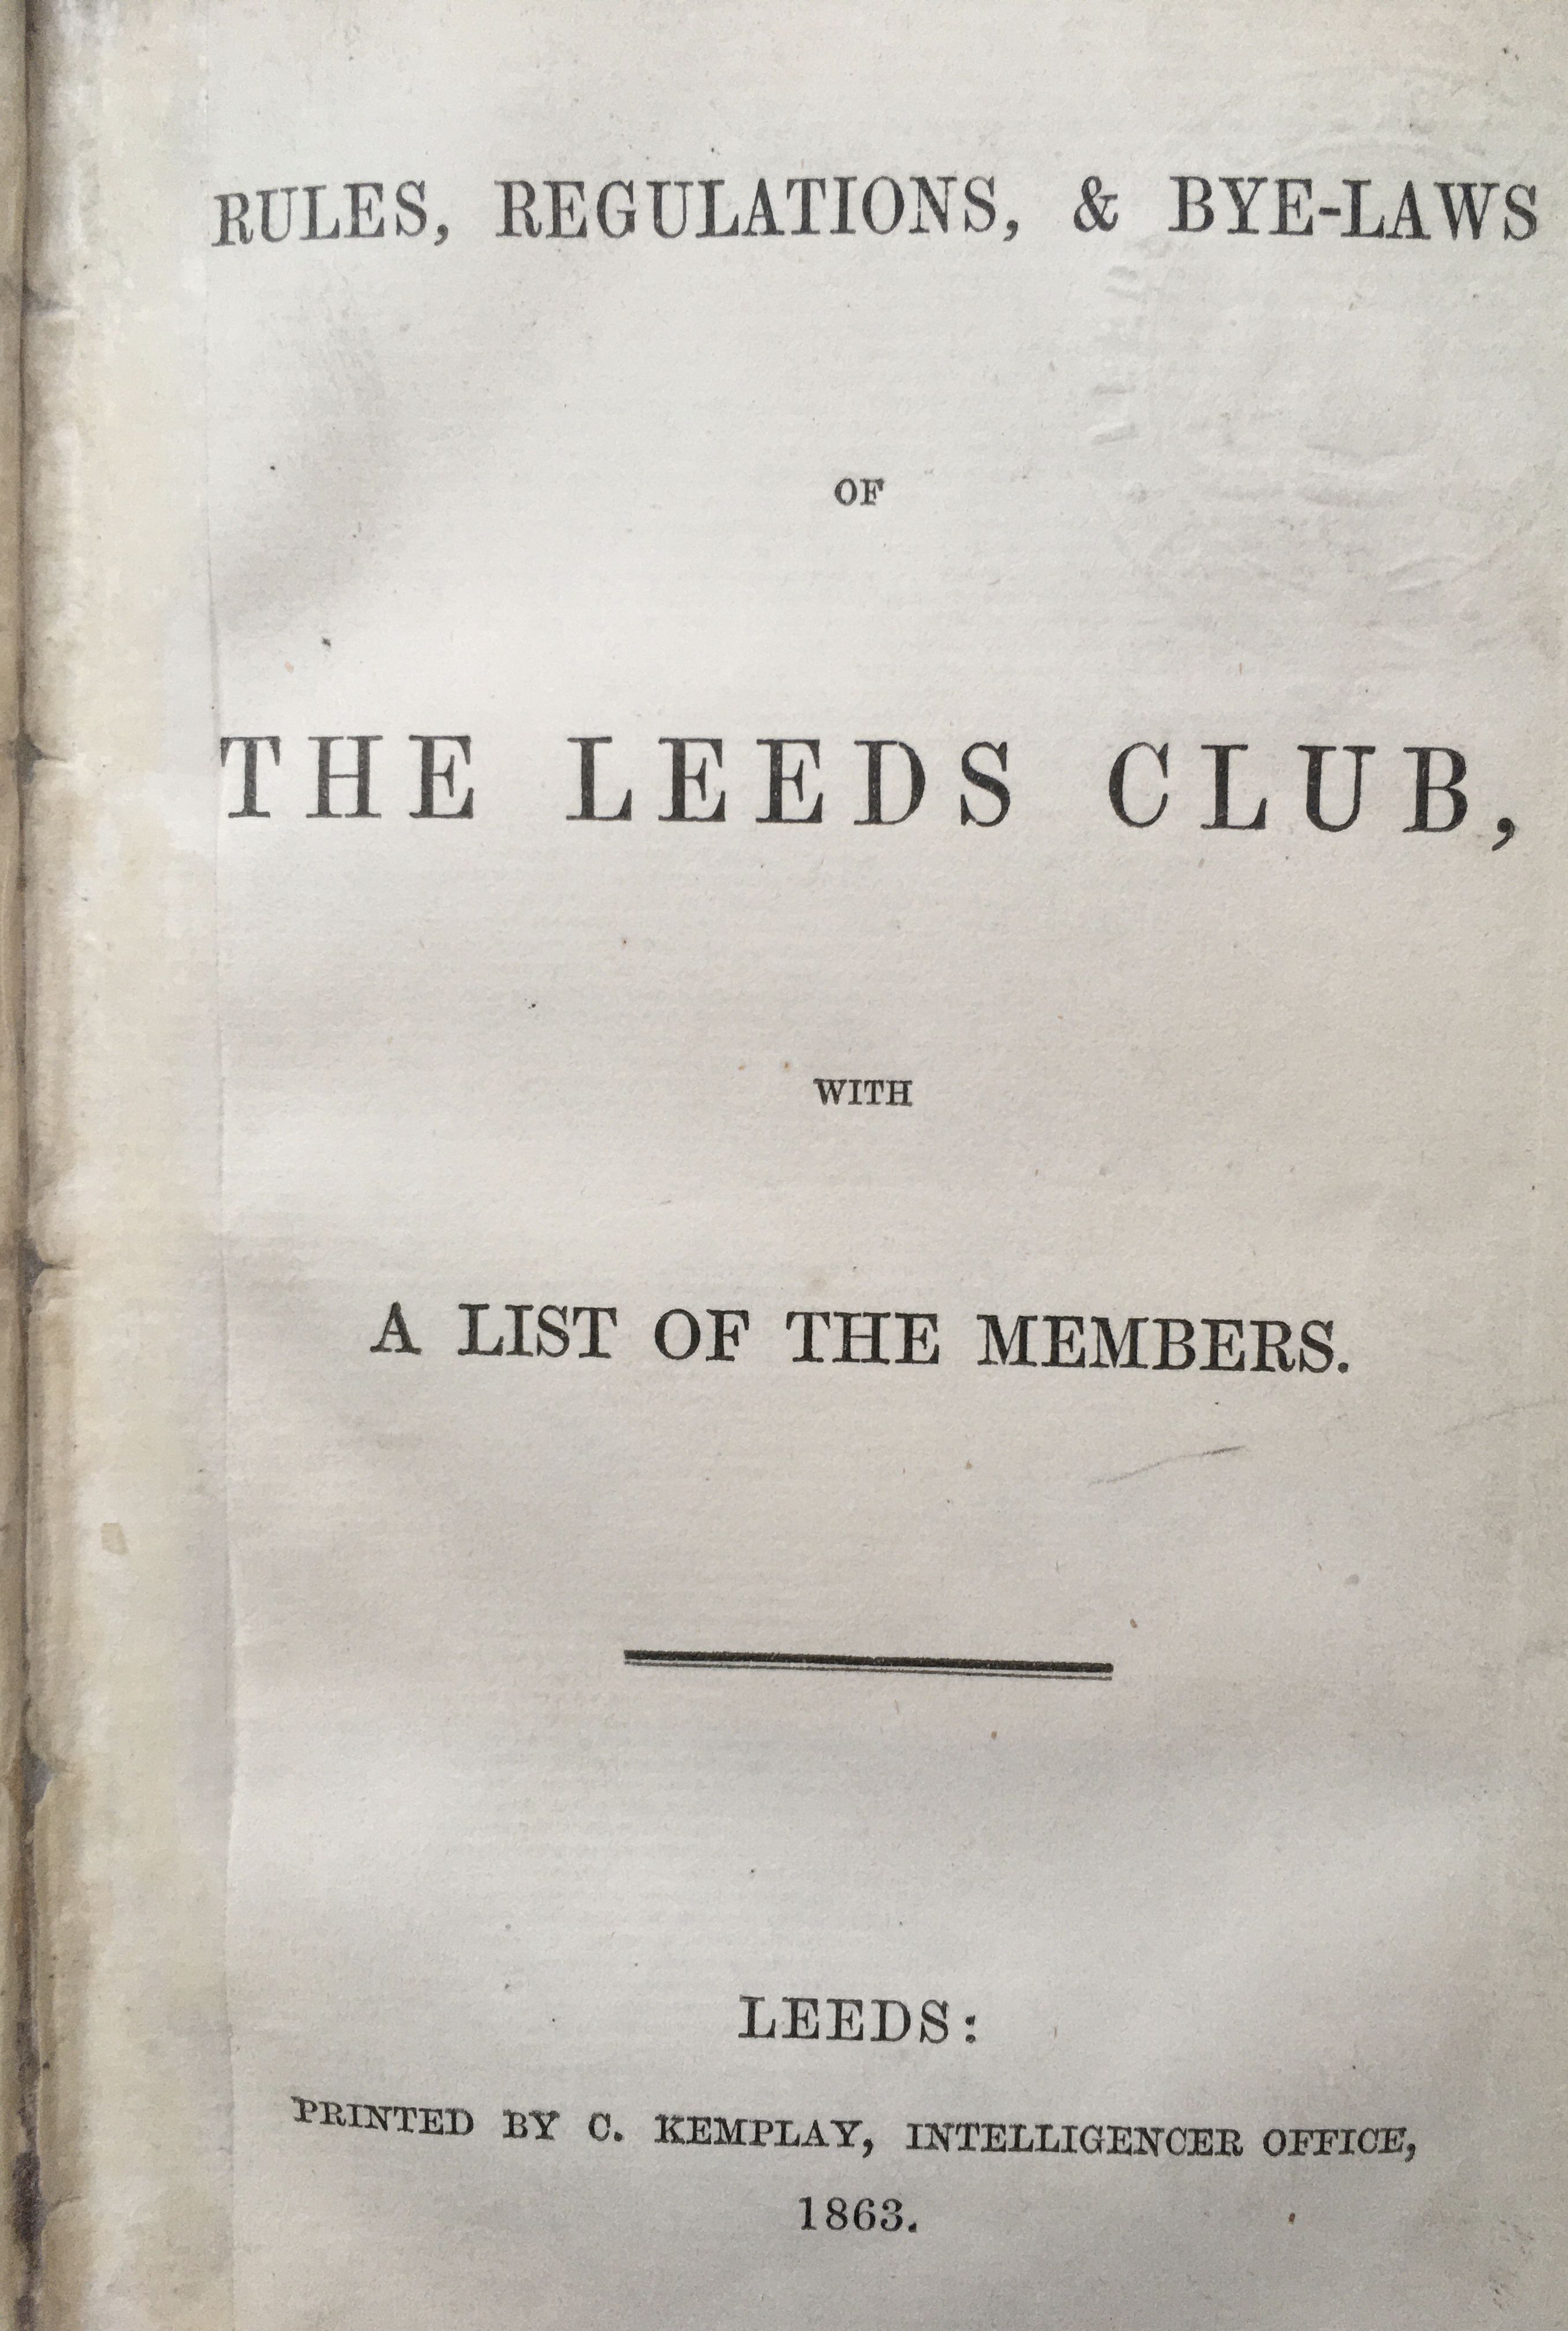 RULES, REGULATIONS, & BYE-LAWS
OF
THE LEEDS CLUB,
WITH
A LIST OF THE MEMBERS.
LEEDS:
PRINTED BY C. KEMPLAY, INTELLIGENCER OFFICE,
1863.